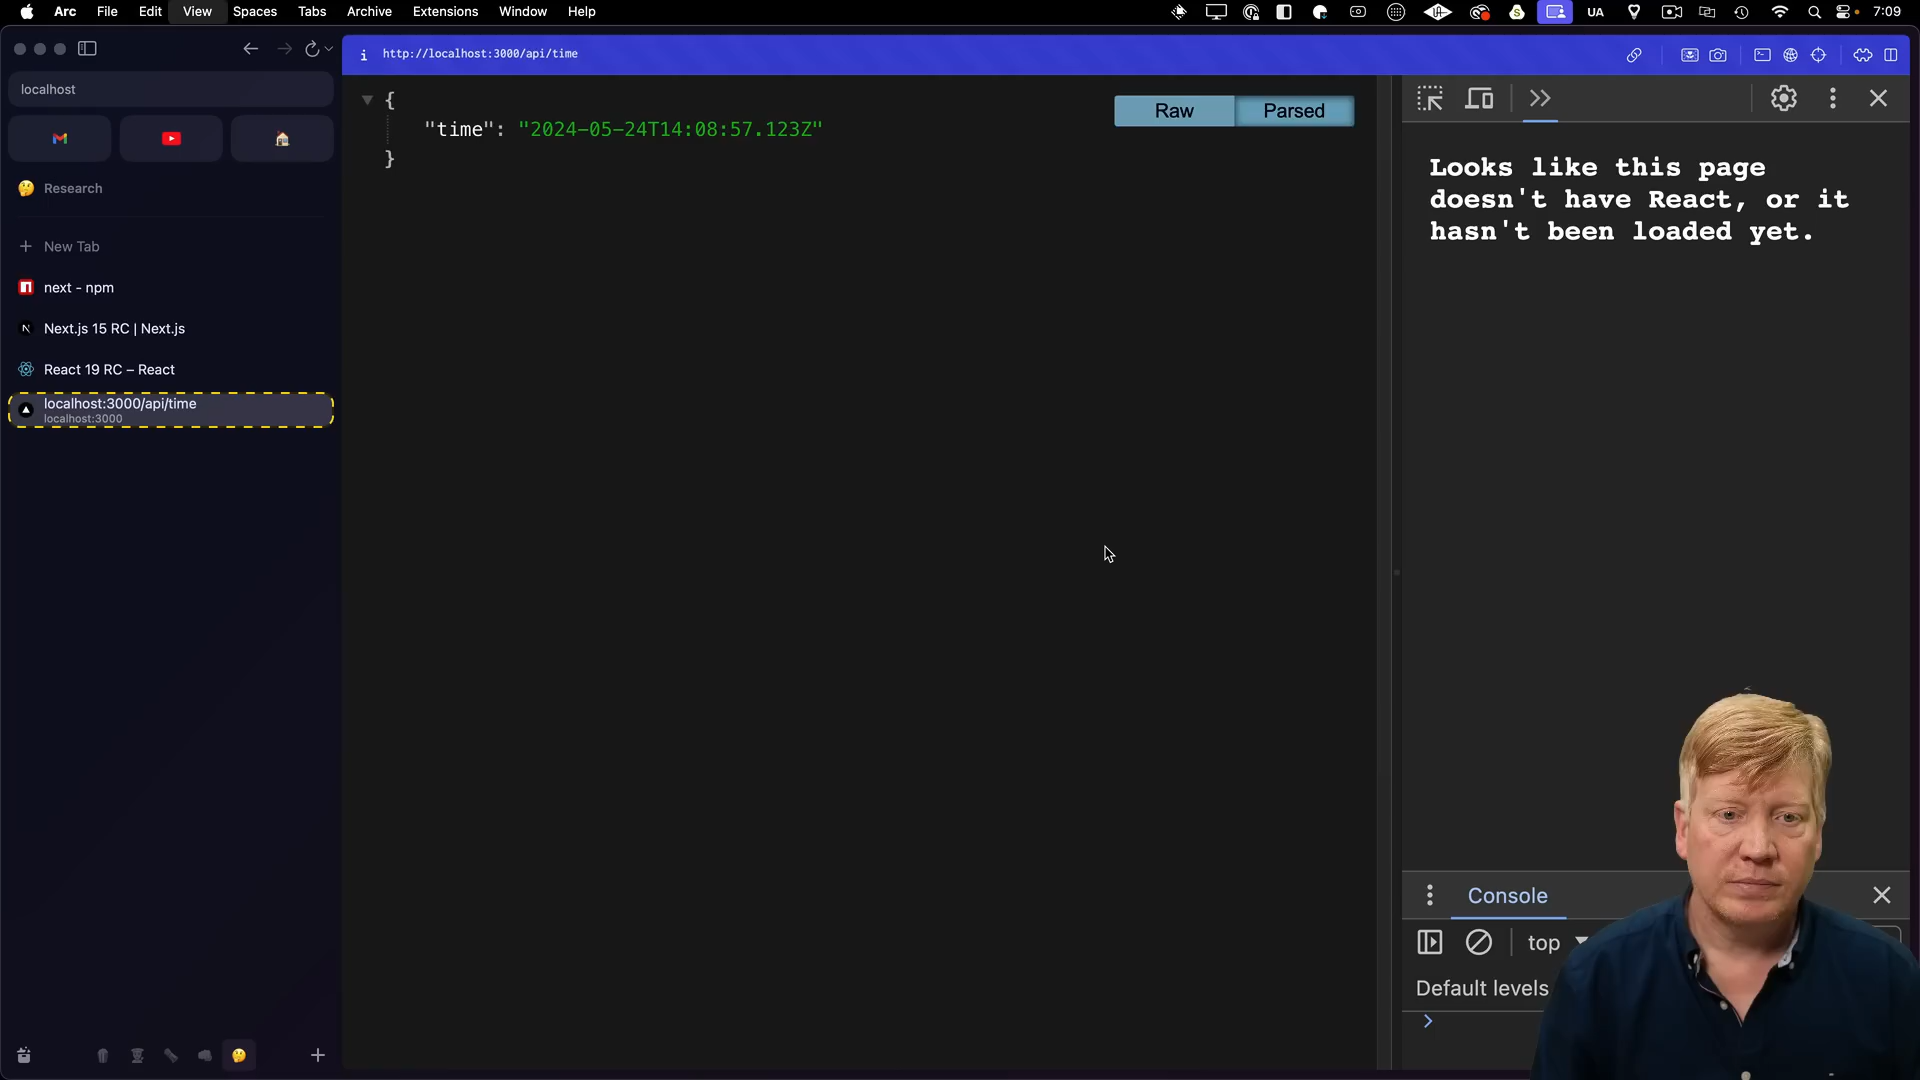 Arc File Edit View Spaces Tabs Archive Extensions Window Help
UA
7:09
http://localhost:3000/api/time
localhost
Research
New Tab
next - npm
Next.js 15 RC | Next.js
React 19 RC – React
localhost:3000/api/time
localhost:3000
{
"time": "2024-05-24T14:08:57.123Z"
}
Raw Parsed
Looks like this page
doesn't have React, or it
hasn't been loaded yet.
Console
top
Default levels